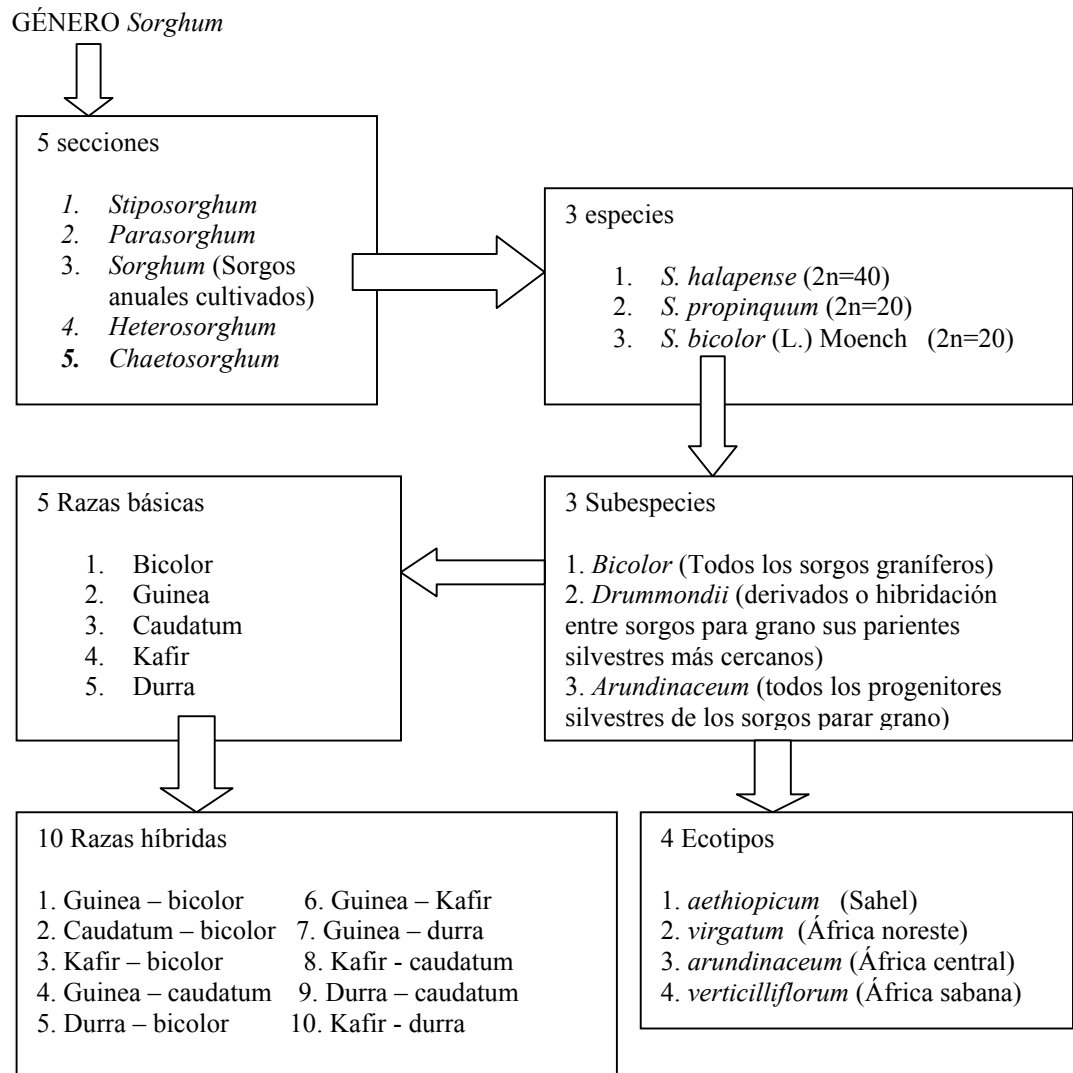 GÉNERO Sorghum
5 secciones
1. Stiposorghum
2. Parasorghum
3. Sorghum (Sorgos
anuales cultivados)
4. Heterosorghum
5. Chaetosorghum
3 especies
1. S. halapense (2n=40)
2. S. propinquum (2n=20)
3. S. bicolor (L.) Moench (2n=20)
5 Razas básicas
1. Bicolor
2. Guinea
3. Caudatum
4. Kafir
5. Durra
3 Subespecies
1. Bicolor (Todos los sorgos graníferos)
2. Drummondii (derivados o hibridación
entre sorgos para grano sus parientes
silvestres más cercanos)
3. Arundinaceum (todos los progenitores
silvestres de los sorgos parar grano)
10 Razas híbridas
1. Guinea – bicolor 6. Guinea – Kafir
2. Caudatum – bicolor 7. Guinea – durra
3. Kafir – bicolor 8. Kafir - caudatum
4. Guinea – caudatum 9. Durra – caudatum
5. Durra – bicolor 10. Kafir - durra
4 Ecotipos
1. aethiopicum (Sahel)
2. virgatum (África noreste)
3. arundinaceum (África central)
4. verticilliflorum (África sabana)